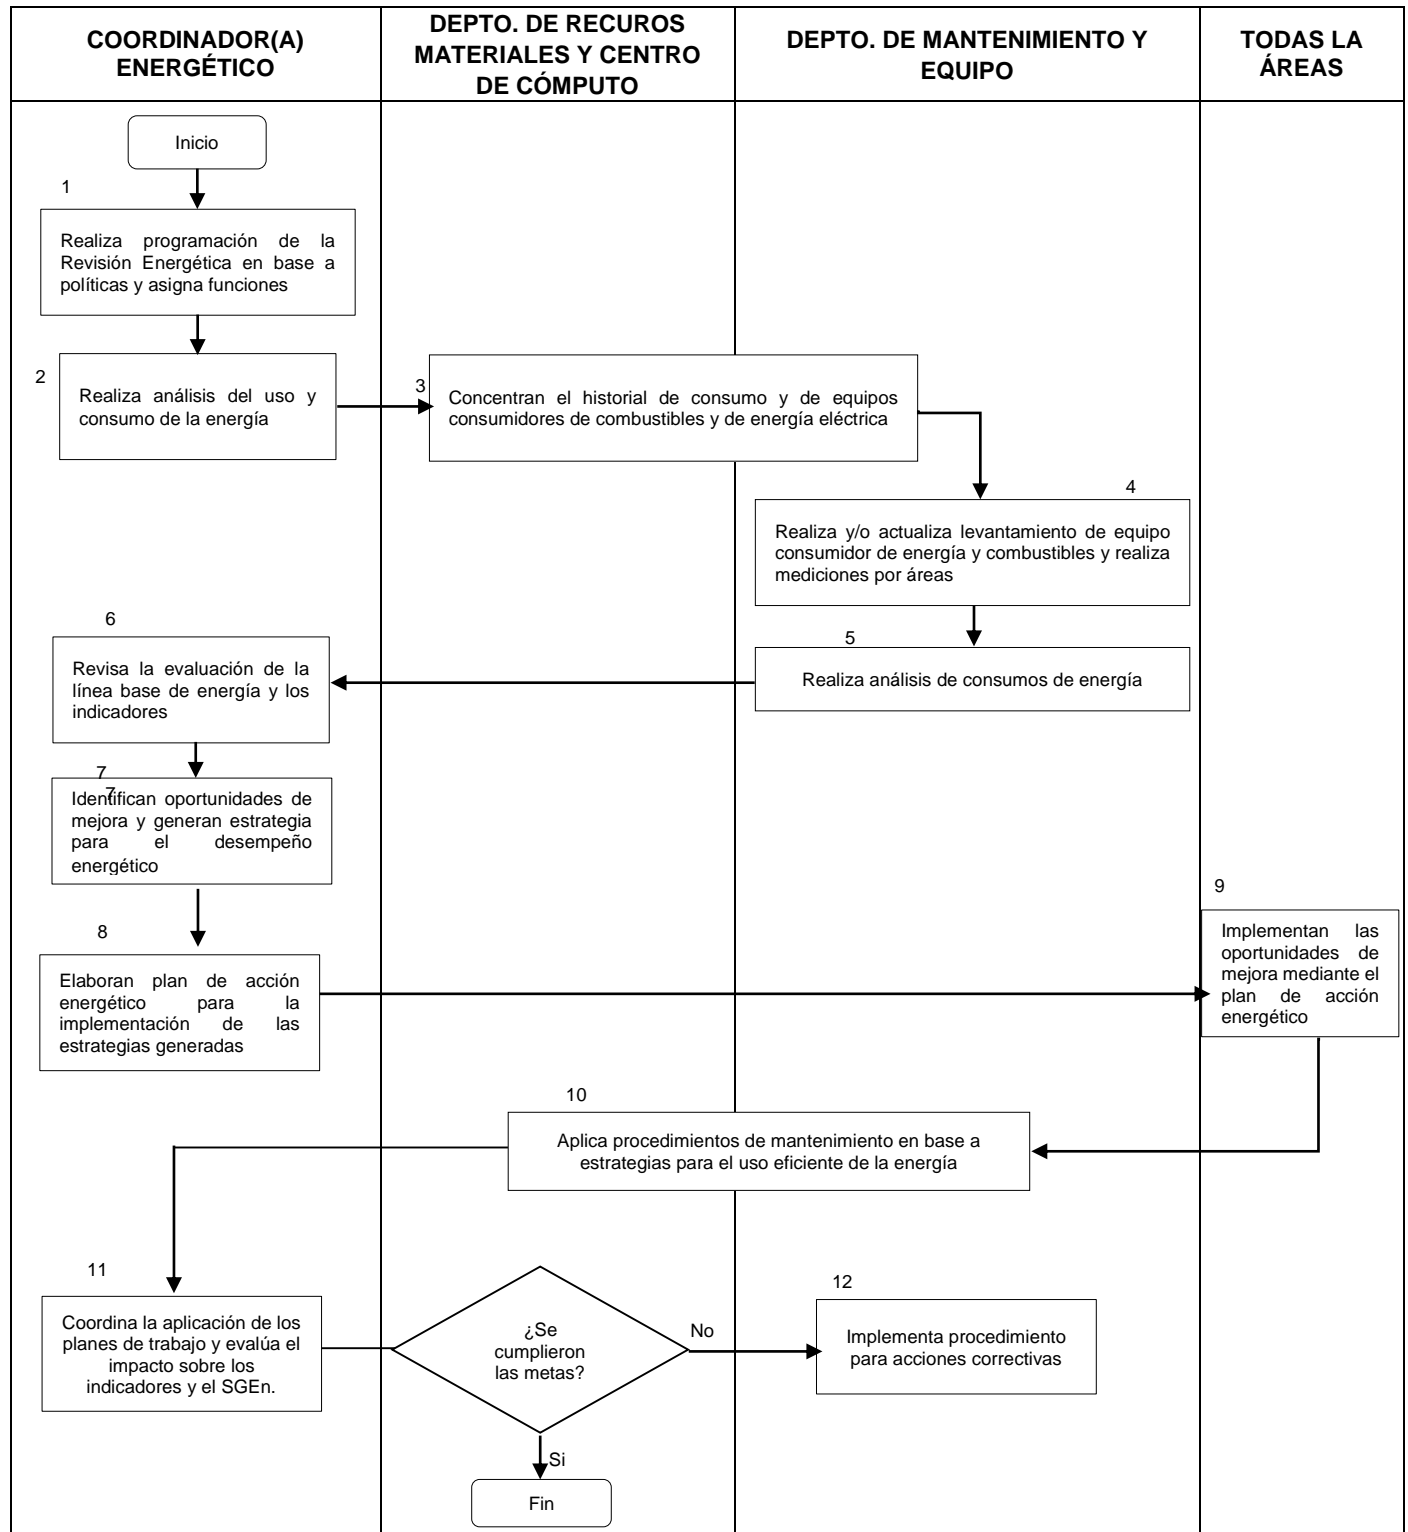 COORDINADOR(A)
ENERGÉTICO
DEPTO. DE RECUROS
MATERIALES Y CENTRO
DE CÓMPUTO
DEPTO. DE MANTENIMIENTO Y
EQUIPO
TODAS LA
ÁREAS
Inicio
1
Realiza programación de la
Revisión Energética en base a
políticas y asigna funciones
2
Realiza análisis del uso y
consumo de la energía
3
Concentran el historial de consumo y de equipos
consumidores de combustibles y de energía eléctrica
4
Realiza y/o actualiza levantamiento de equipo
consumidor de energía y combustibles y realiza
mediciones por áreas
5
Realiza análisis de consumos de energía
6
Revisa la evaluación de la
línea base de energía y los
indicadores
7
7
Identifican oportunidades de
mejora y generan estrategia
para el desempeño
energético
8
Elaboran plan de acción
energético para la
implementación de las
estrategias generadas
9
Implementan las
oportunidades de
mejora mediante el
plan de acción
energético
10
Aplica procedimientos de mantenimiento en base a
estrategias para el uso eficiente de la energía
11
Coordina la aplicación de los
planes de trabajo y evalúa el
impacto sobre los
indicadores y el SGEn.
¿Se
cumplieron
las metas?
No
12
Implementa procedimiento
para acciones correctivas
Si
Fin